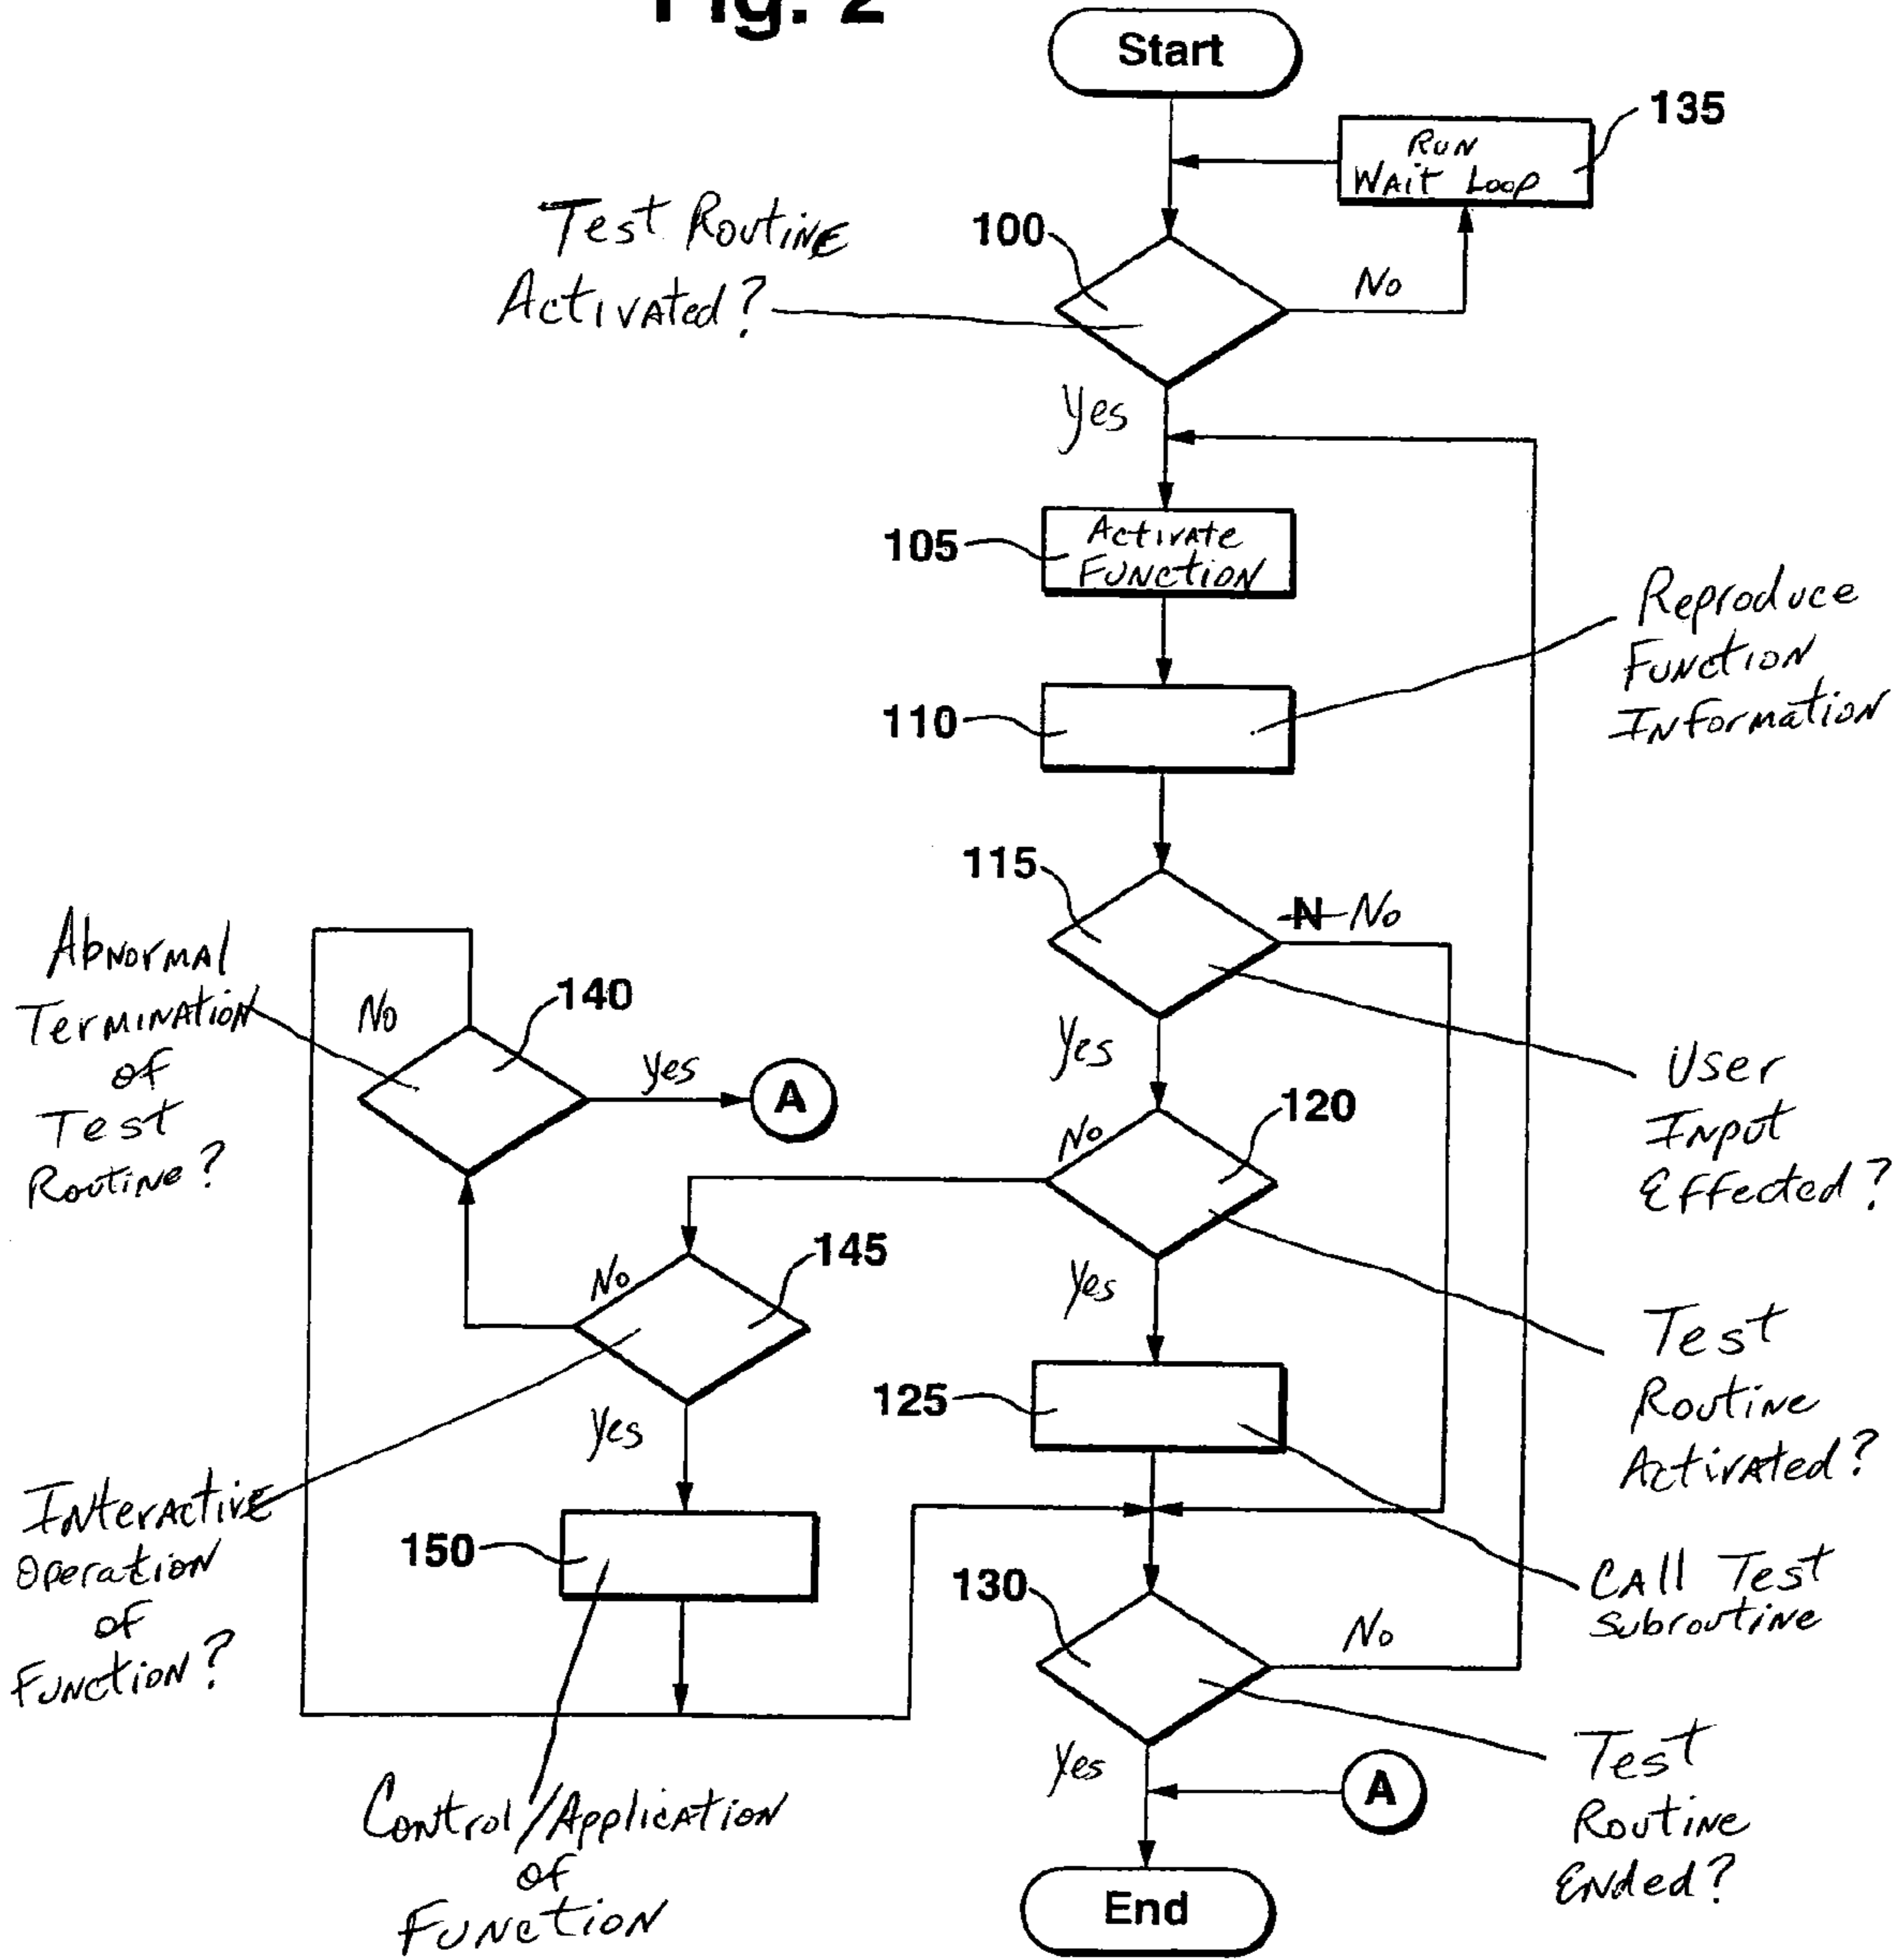 Fig. 2
Start
135
Run
Wait Loop
100
Test Routine
Activated?
No
Yes
105
Activate
Function
110
Reproduce
Function
Information
115
N No
Yes
User
Input
Effected?
Abnormal
Termination
of
Test
Routine?
No
140
Yes
A
No
120
Yes
Test
Routine
Activated?
No
145
Yes
Interactive
Operation
of
Function?
125
Call Test
Subroutine
150
Control/Application
of
Function
130
No
Yes
Test
Routine
Ended?
A
End